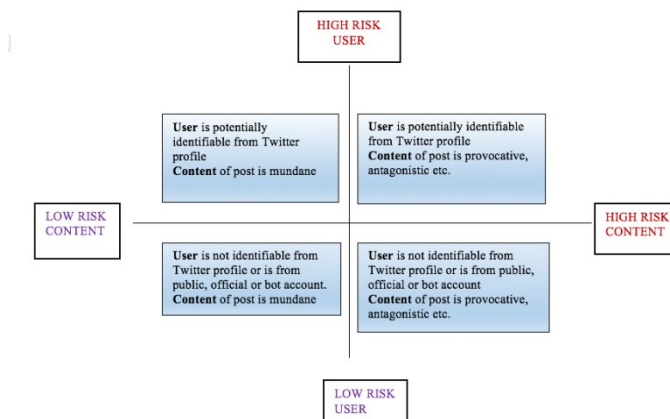 HIGH RISK
USER
User is potentially
identifiable from Twitter
profile
Content of post is mundane
User is potentially identifiable
from Twitter profile
Content of post is provocative,
antagonistic etc.
LOW RISK
CONTENT
HIGH RISK
CONTENT
User is not identifiable from
Twitter profile or is from
public, official or bot account.
Content of post is mundane
User is not identifiable from
Twitter profile or is from public,
official or bot account
Content of post is provocative,
antagonistic etc.
LOW RISK
USER